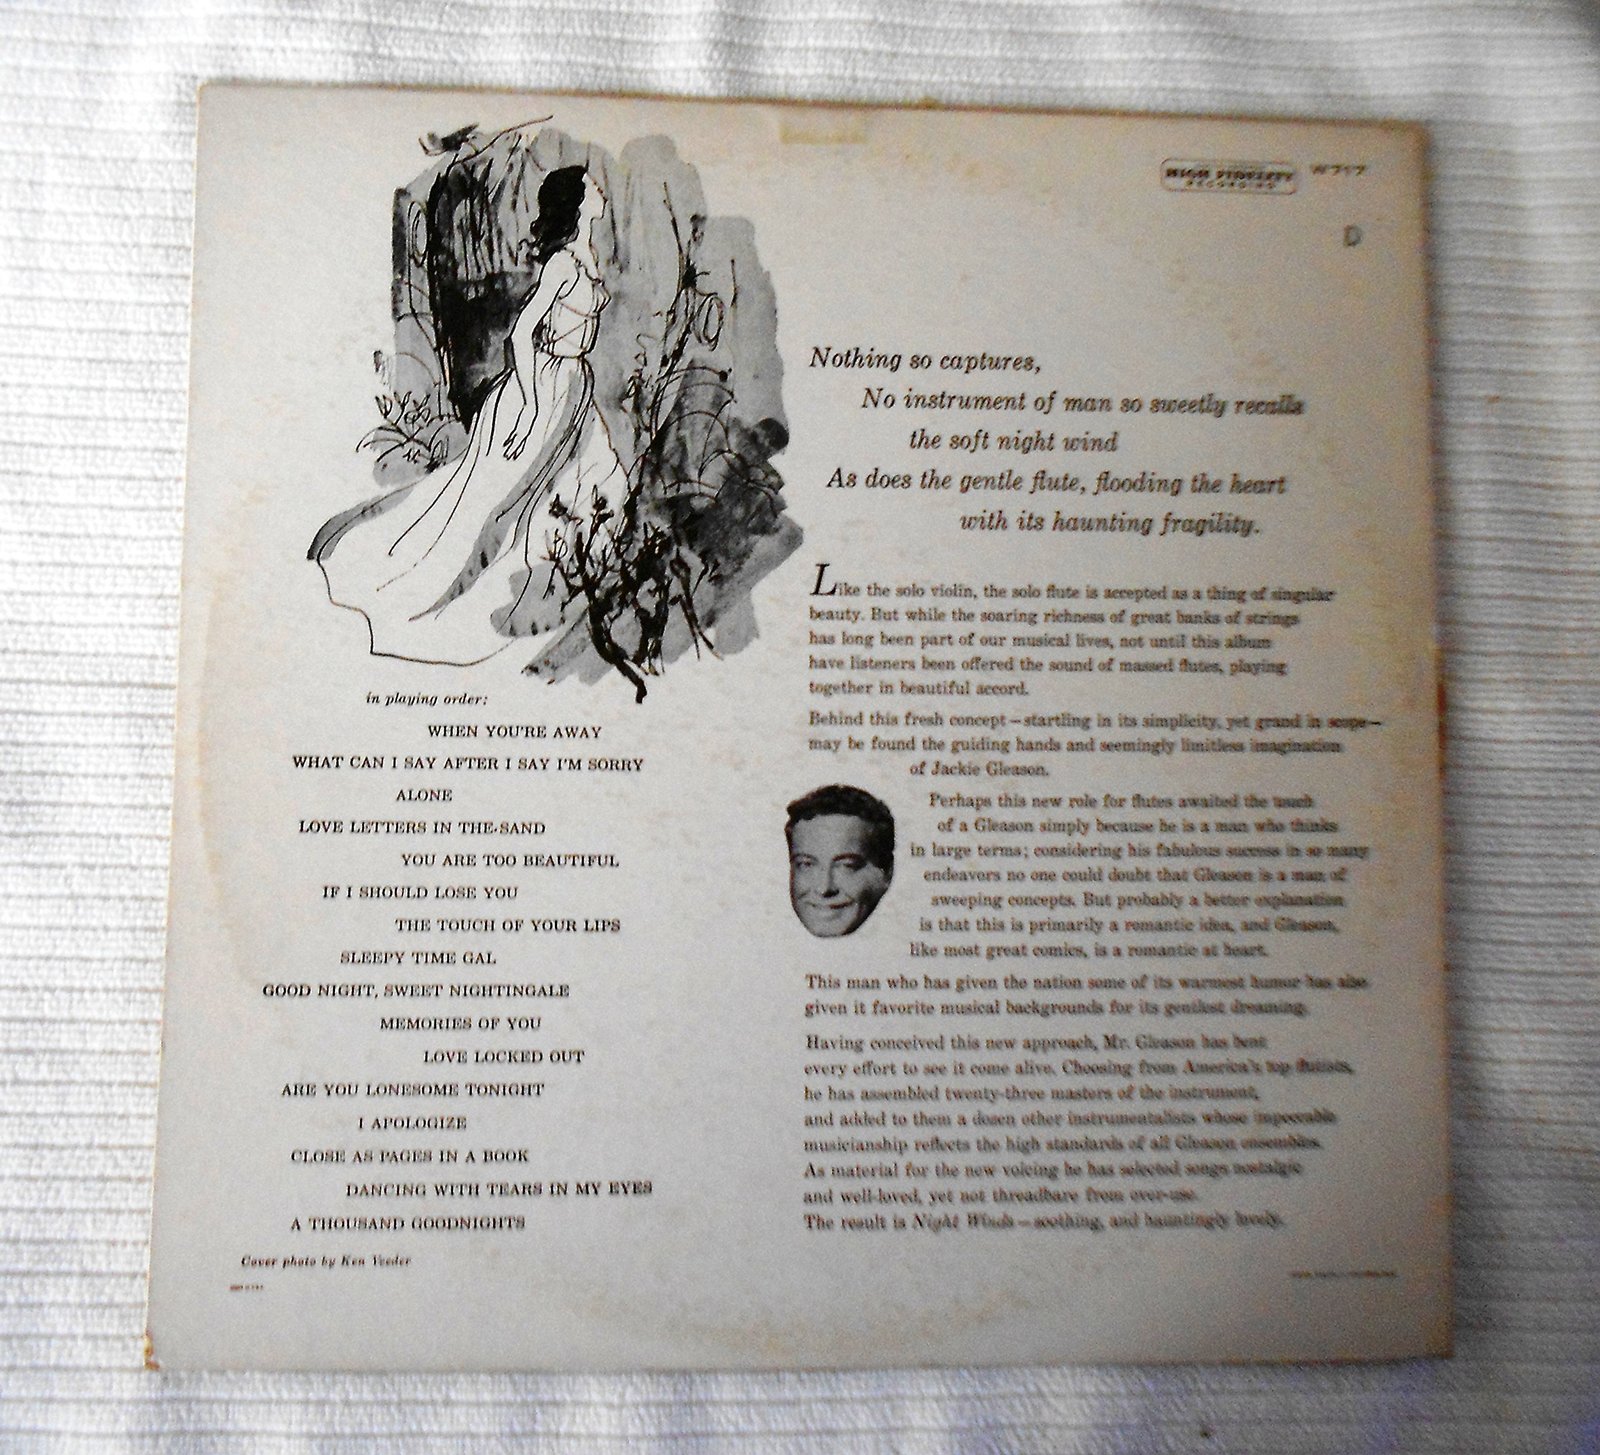 HIGH FIDELITY
RECORDING
W717
D
Nothing so captures,
No instrument of man so sweetly recalls
the soft night wind
As does the gentle flute, flooding the heart
with its haunting fragility.
Like the solo violin, the solo flute is accepted as a thing of singular
beauty. But while the soaring richness of great banks of strings
has long been part of our musical lives, not until this album
have listeners been offered the sound of massed flutes, playing
together in beautiful accord.
Behind this fresh concept—startling in its simplicity, yet grand in scope—
may be found the guiding hands and seemingly limitless imagination
of Jackie Gleason.
Perhaps this new role for flutes awaited the touch
of a Gleason simply because he is a man who thinks
in large terms; considering his fabulous success in so many
endeavors no one could doubt that Gleason is a man of
sweeping concepts. But probably a better explanation
is that this is primarily a romantic idea, and Gleason,
like most great comics, is a romantic at heart.
This man who has given the nation some of its warmest humor has also
given it favorite musical backgrounds for its gentlest dreaming.
Having conceived this new approach, Mr. Gleason has bent
every effort to see it come alive. Choosing from America's top flutists,
he has assembled twenty-three masters of the instrument,
and added to them a dozen other instrumentalists whose impeccable
musicianship reflects the high standards of all Gleason ensembles.
As material for the new voicing he has selected songs nostalgic
and well-loved, yet not threadbare from over-use.
The result is Night Winds—soothing, and hauntingly lovely.
in playing order:
WHEN YOU'RE AWAY
WHAT CAN I SAY AFTER I SAY I'M SORRY
ALONE
LOVE LETTERS IN THE SAND
YOU ARE TOO BEAUTIFUL
IF I SHOULD LOSE YOU
THE TOUCH OF YOUR LIPS
SLEEPY TIME GAL
GOOD NIGHT, SWEET NIGHTINGALE
MEMORIES OF YOU
LOVE LOCKED OUT
ARE YOU LONESOME TONIGHT
I APOLOGIZE
CLOSE AS PAGES IN A BOOK
DANCING WITH TEARS IN MY EYES
A THOUSAND GOODNIGHTS
Cover photo by Ken Veeder